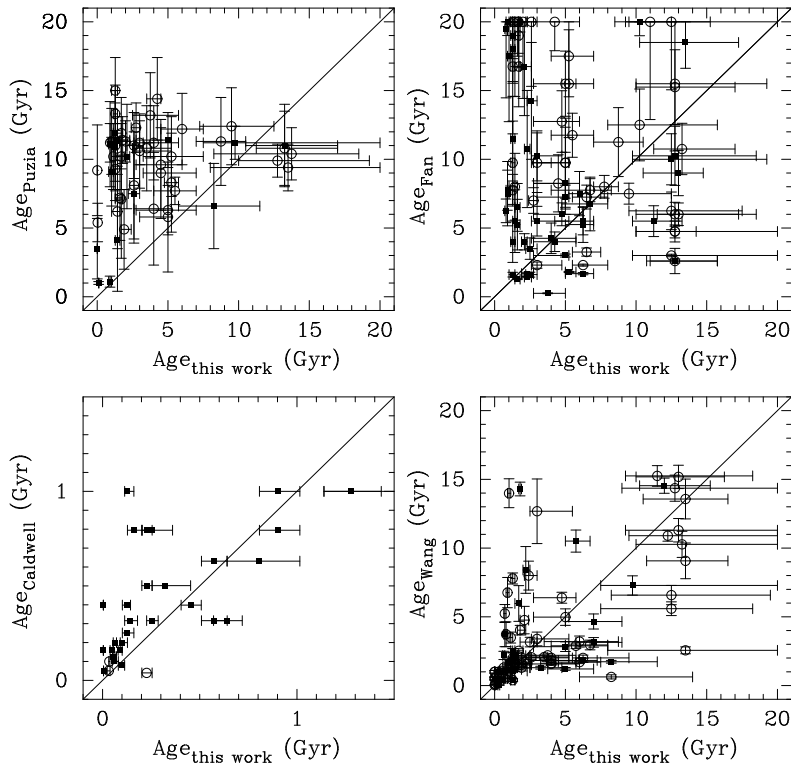 20
15
10
5
0
Age_Puzia (Gyr)
0 5 10 15 20
Age_this work (Gyr)
20
15
10
5
0
Age_Fan (Gyr)
0 5 10 15 20
Age_this work (Gyr)
1
0
Age_Caldwell (Gyr)
0 1
Age_this work (Gyr)
20
15
10
5
0
Age_Wang (Gyr)
0 5 10 15 20
Age_this work (Gyr)